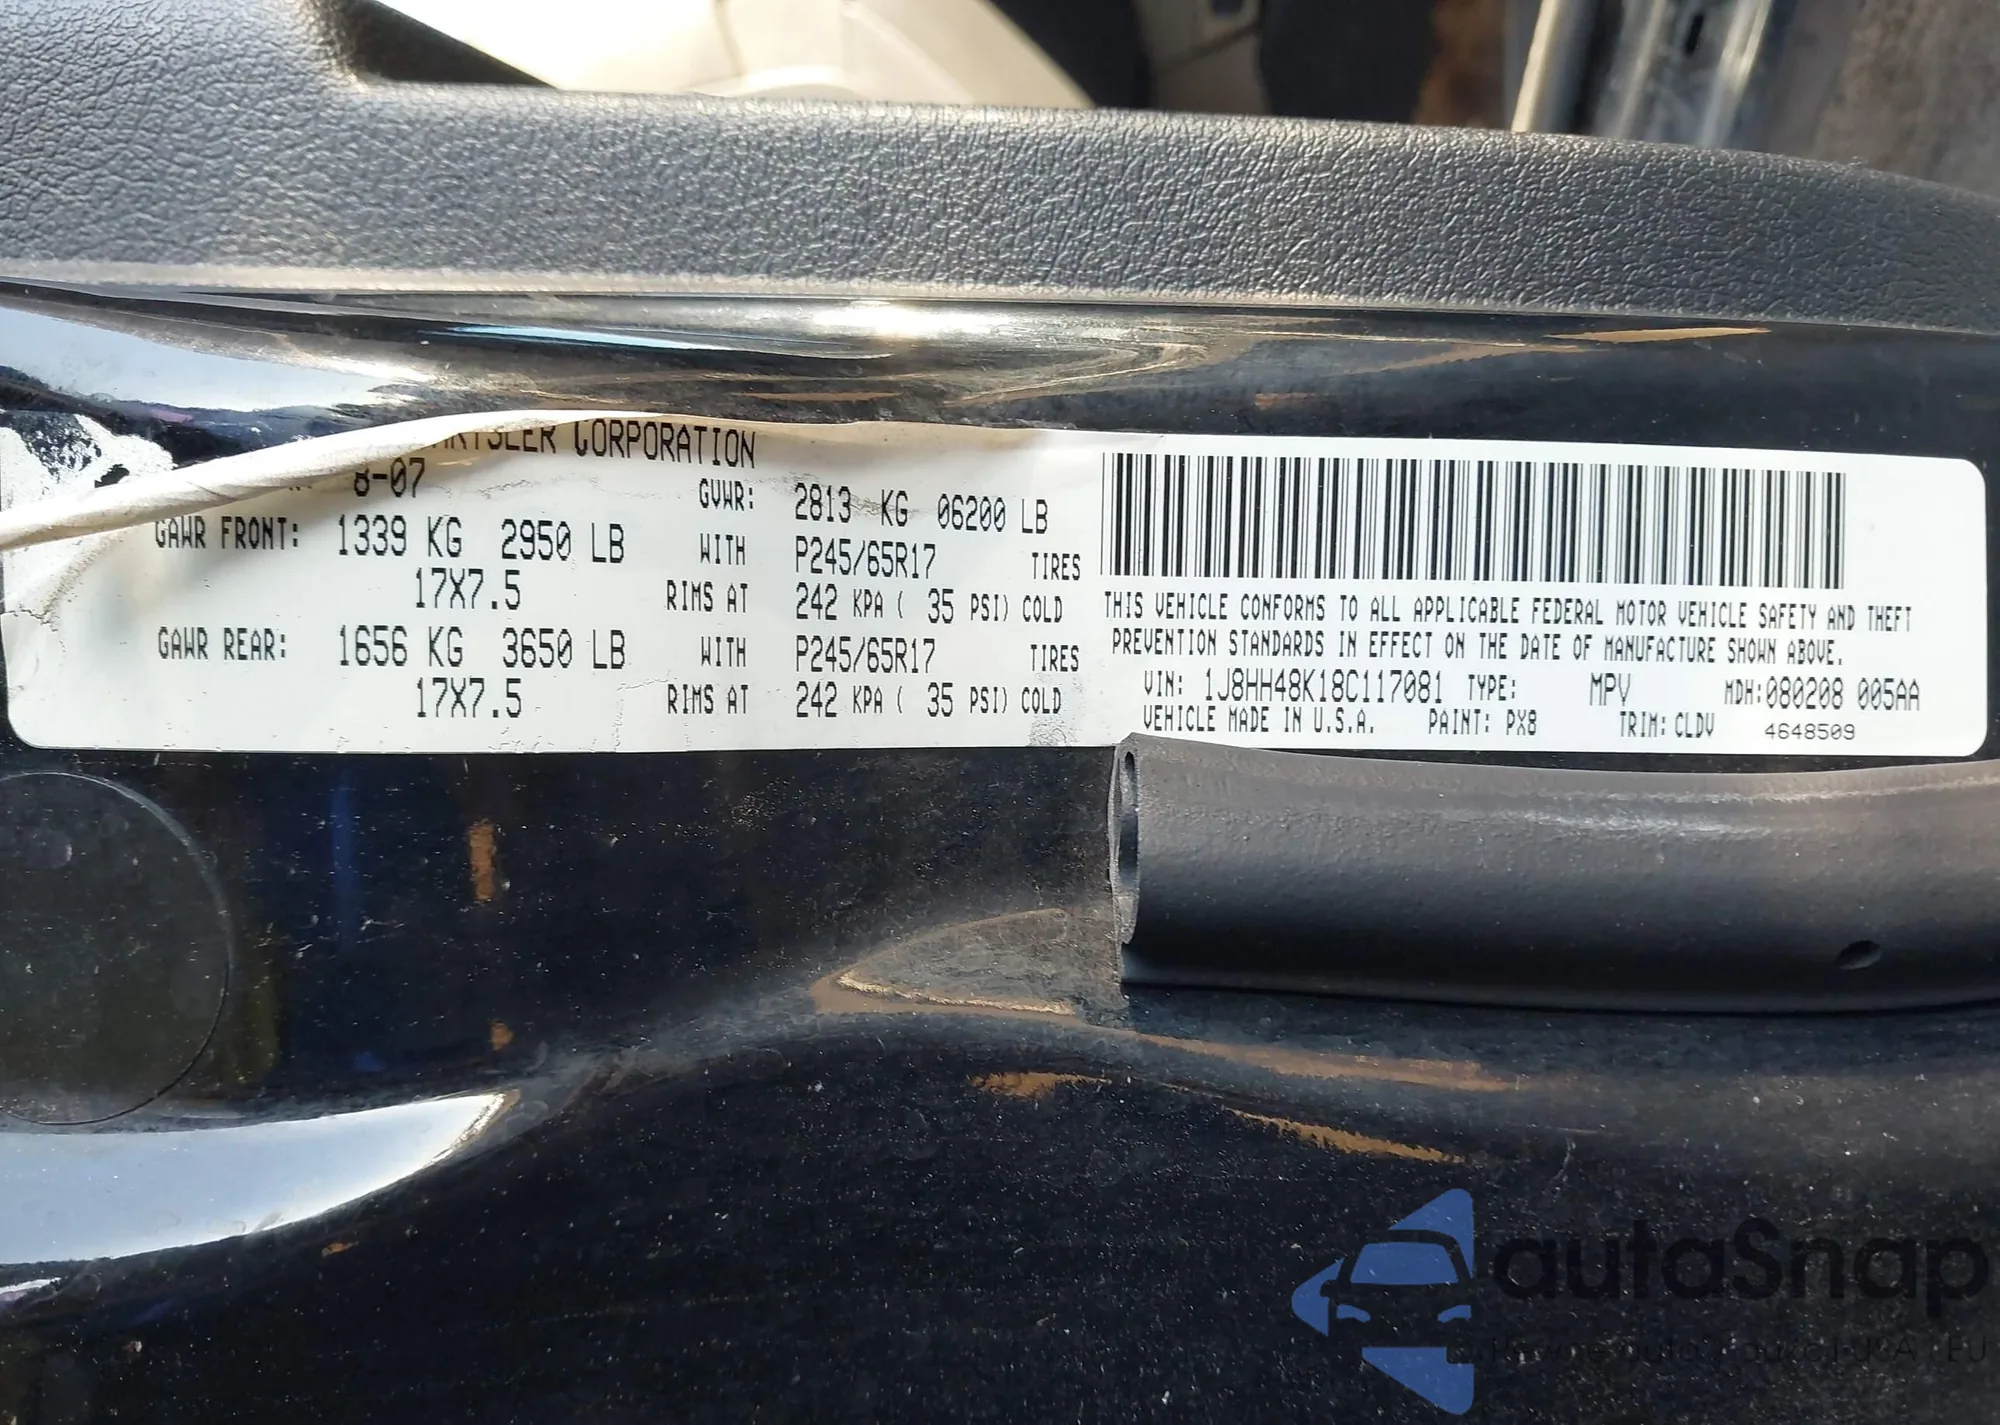 CORPORATION
8-07
GVWR: 2813 KG 06200 LB
GAWR FRONT: 1339 KG 2950 LB WITH P245/65R17 TIRES
17X7.5 RIMS AT 242 KPA ( 35 PSI) COLD
GAWR REAR: 1656 KG 3650 LB WITH P245/65R17 TIRES
17X7.5 RIMS AT 242 KPA ( 35 PSI) COLD
THIS VEHICLE CONFORMS TO ALL APPLICABLE FEDERAL MOTOR VEHICLE SAFETY AND THEFT
PREVENTION STANDARDS IN EFFECT ON THE DATE OF MANUFACTURE SHOWN ABOVE.
VIN: 1J8HH48K18C117081 TYPE: MPV MDH:080208 005AA
VEHICLE MADE IN U.S.A. PAINT: PX8 TRIM: CLDV 4648509
autaSnap